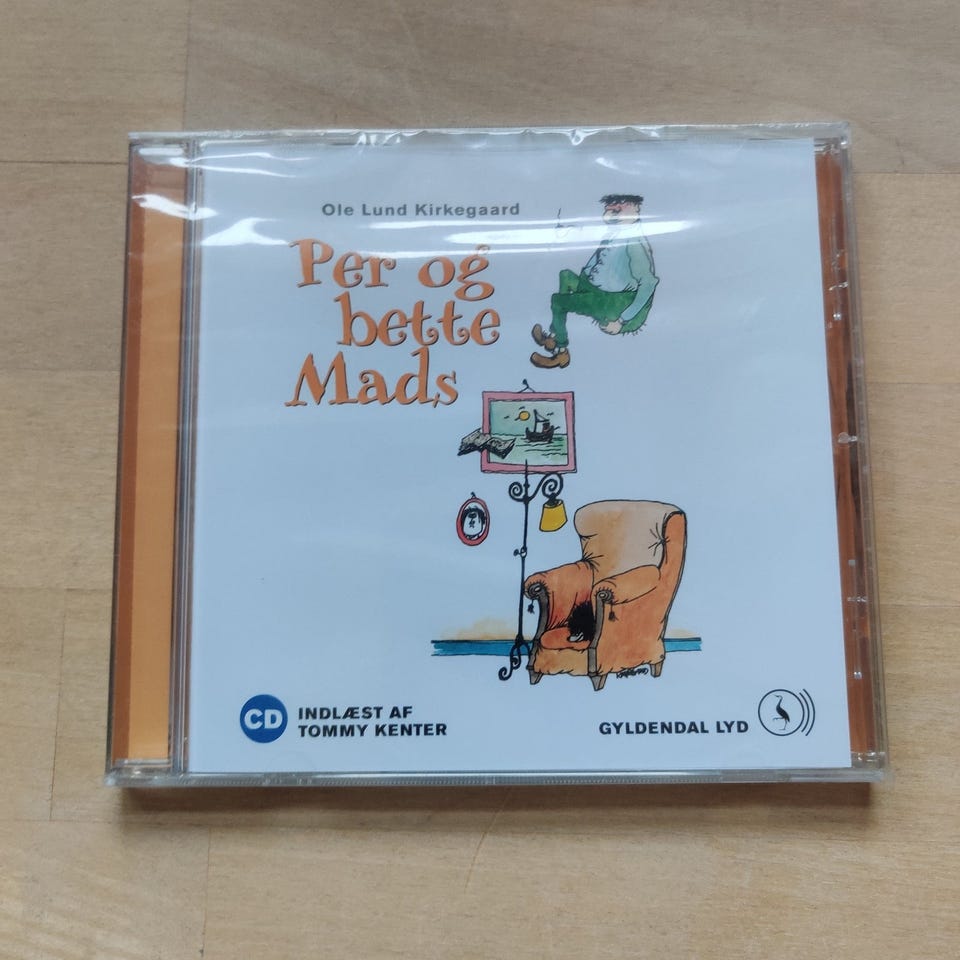 Ole Lund Kirkegaard
Per og
bette
Mads
CD
INDLÆST AF
TOMMY KENTER
GYLDENDAL LYD